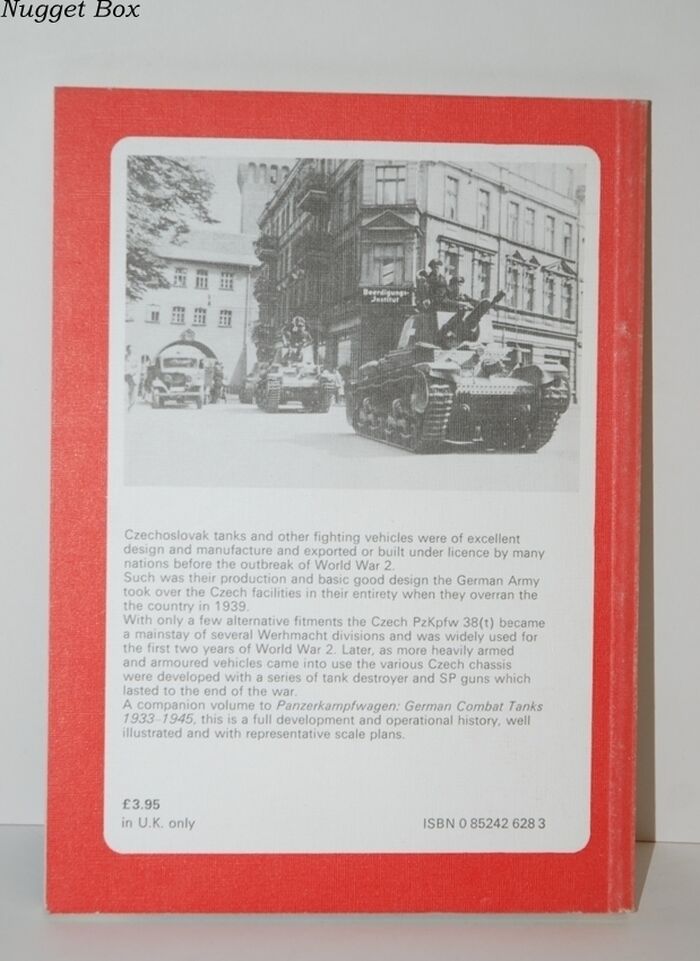 Nugget Box
Beerdigungs-
Institut
Czechoslovak tanks and other fighting vehicles were of excellent
design and manufacture and exported or built under licence by many
nations before the outbreak of World War 2.
Such was their production and basic good design the German Army
took over the Czech facilities in their entirety when they overran the
the country in 1939.
With only a few alternative fitments the Czech PzKpfw 38(t) became
a mainstay of several Werhmacht divisions and was widely used for
the first two years of World War 2. Later, as more heavily armed
and armoured vehicles came into use the various Czech chassis
were developed with a series of tank destroyer and SP guns which
lasted to the end of the war.
A companion volume to Panzerkampfwagen: German Combat Tanks
1933-1945, this is a full development and operational history, well
illustrated and with representative scale plans.
£3.95
in U.K. only
ISBN 0 85242 628 3